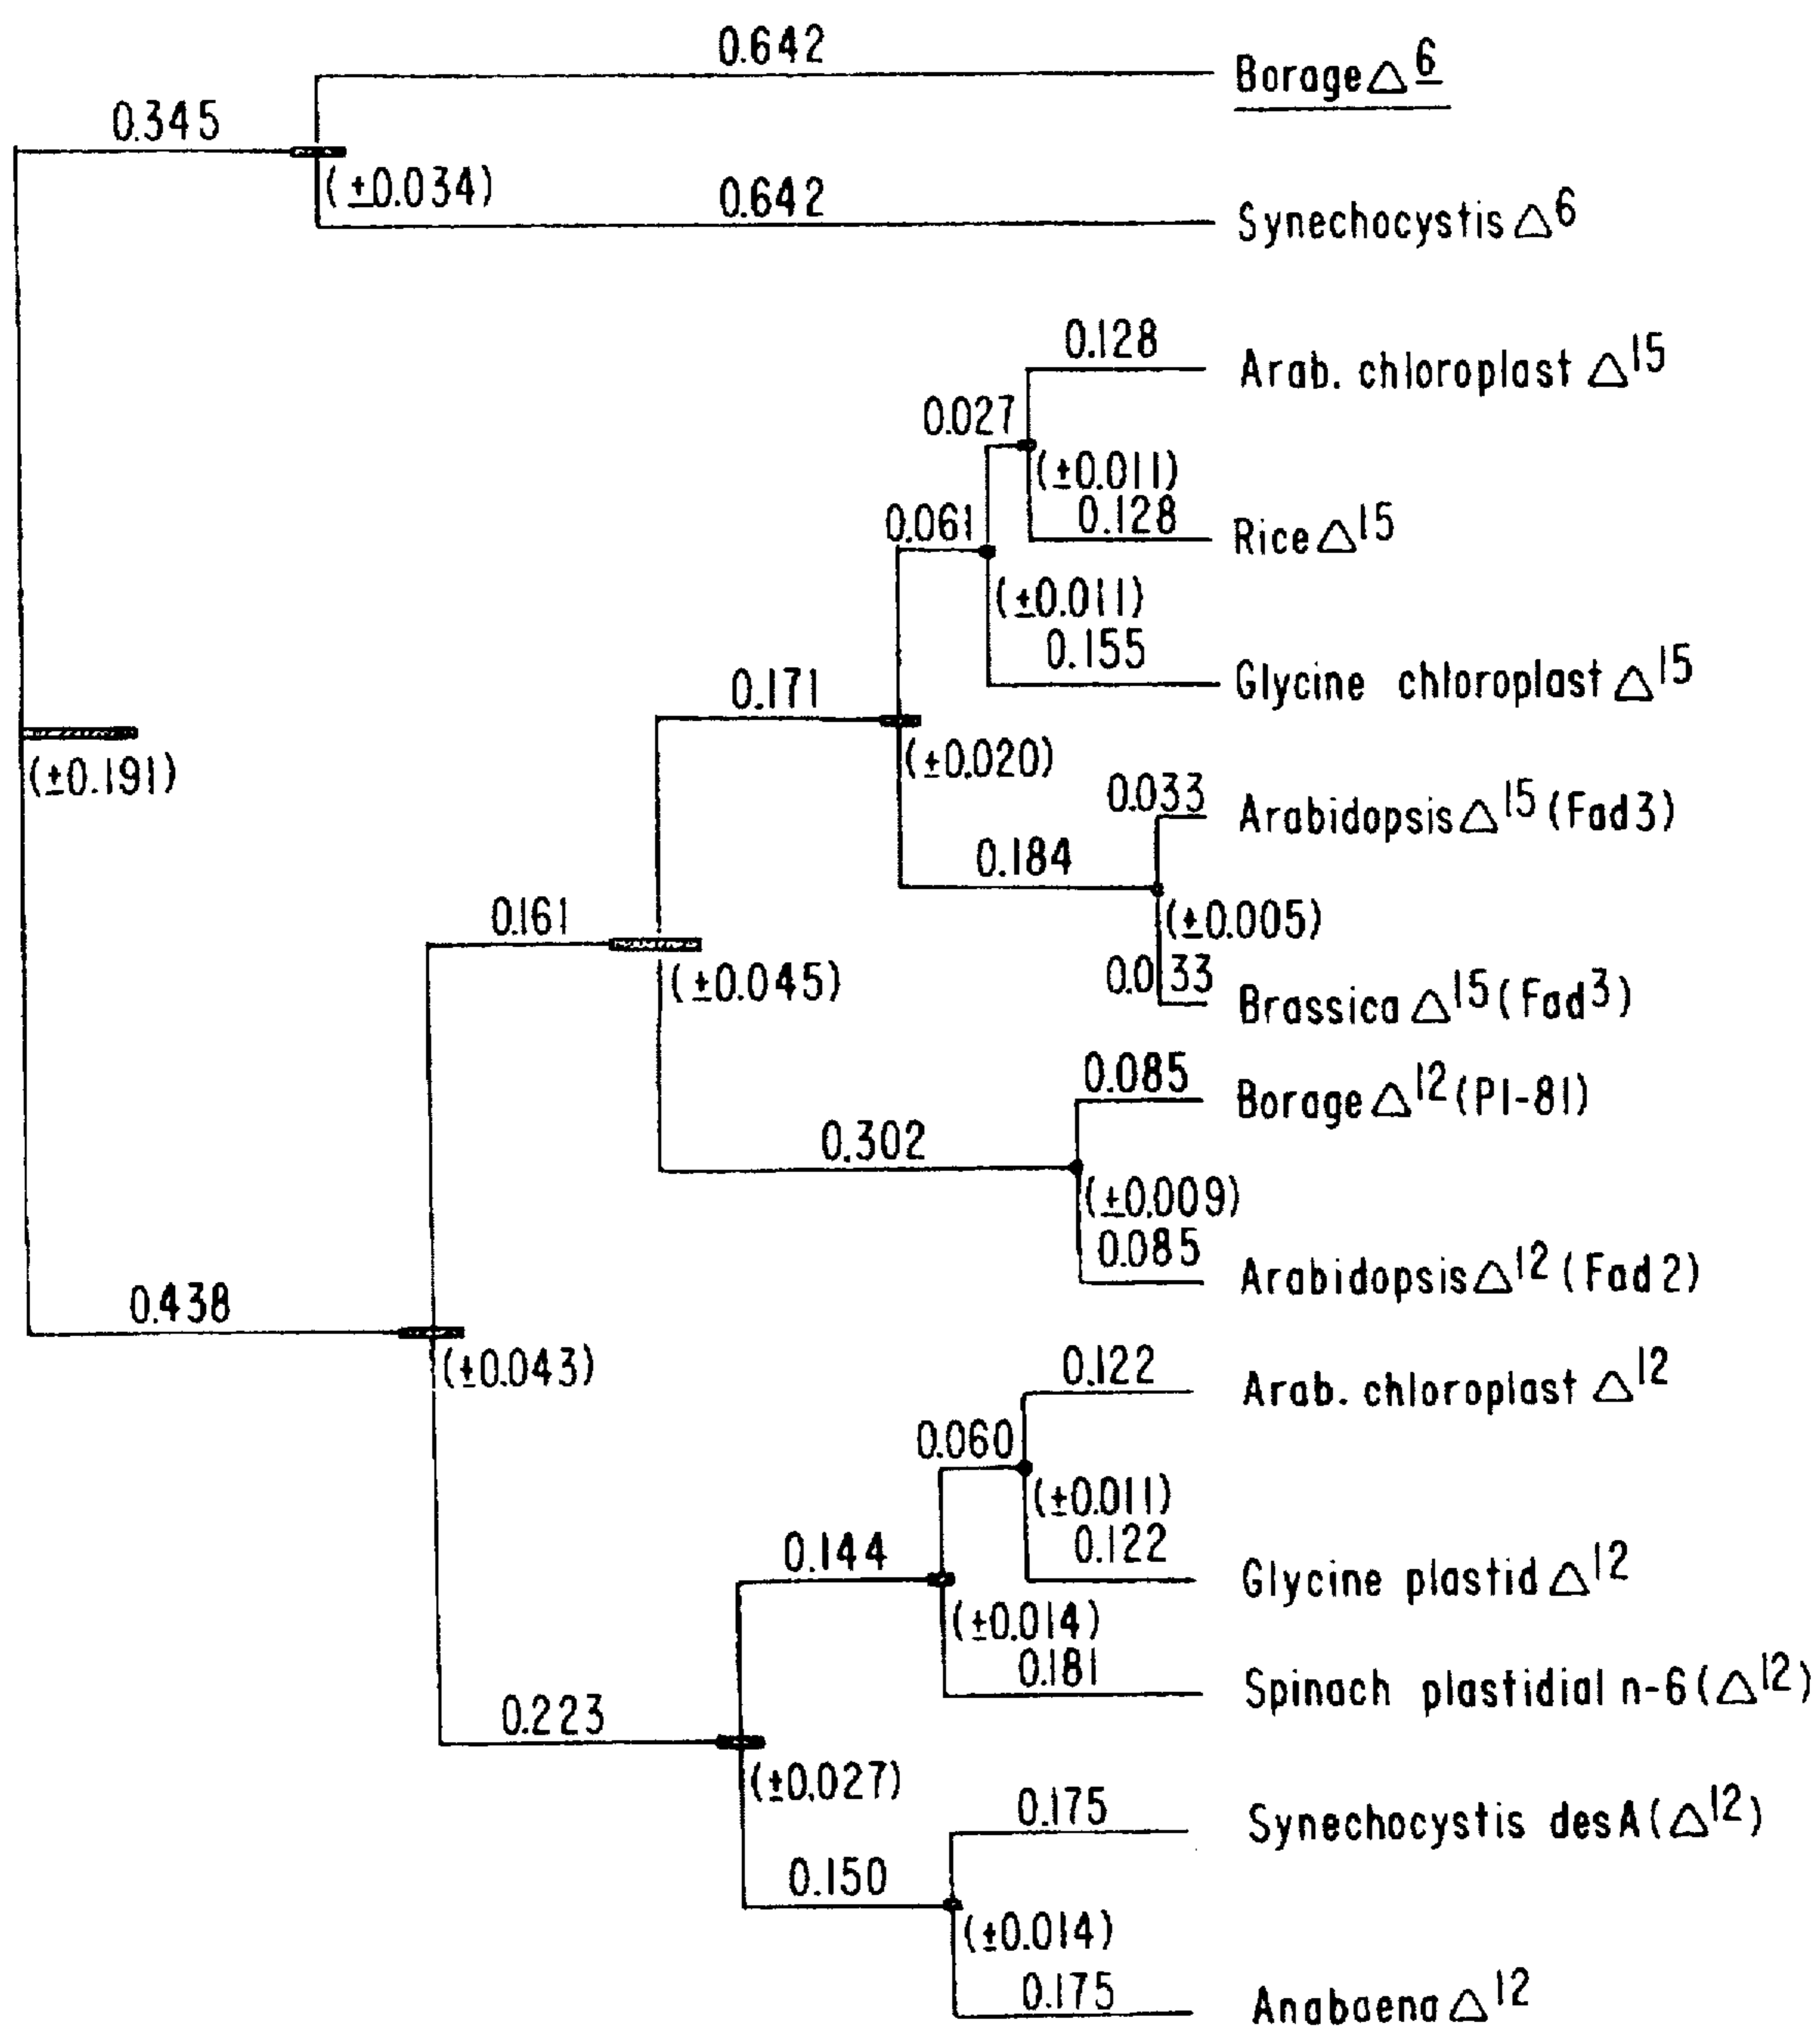 0.642
Borage△⁶
0.345
(±0.034)
0.642
Synechocystis△⁶
0.128
Arab. chloroplast △¹⁵
0.027
(±0.011)
0.128
Rice△¹⁵
0.061
(±0.011)
0.155
Glycine chloroplast△¹⁵
0.171
(±0.020)
(±0.191)
0.033
Arabidopsis△¹⁵(Fad3)
0.184
(±0.005)
0.161
(±0.045)
0.033
Brassica △¹⁵(Fad³)
0.085
Borage△¹²(P1-81)
0.302
(±0.009)
0.085
Arabidopsis△¹²(Fad2)
0.438
(±0.043)
0.122
Arab. chloroplast △¹²
0.060
(±0.011)
0.122
Glycine plastid△¹²
0.144
(±0.014)
0.181
Spinach plastidial n-6(△¹²)
0.223
(±0.027)
0.175
Synechocystis desA(△¹²)
0.150
(±0.014)
0.175
Anabaena△¹²